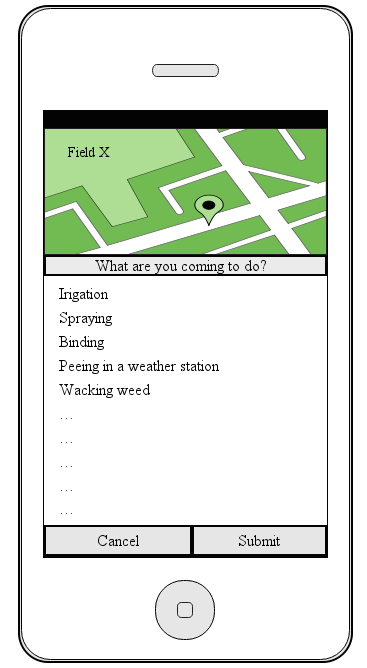 Field X
What are you coming to do?
Irigation
Spraying
Binding
Peeing in a weather station
Wacking weed
...
...
...
...
...
Cancel
Submit